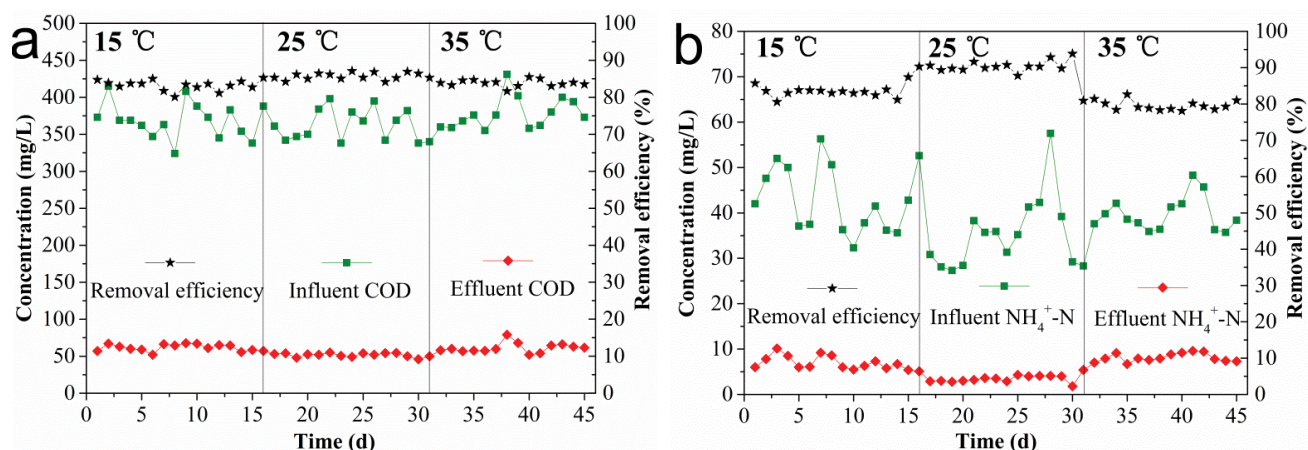 a
15 ℃ 25 ℃ 35 ℃
Concentration (mg/L)
500
450
400
350
300
250
200
150
100
50
0
Removal efficiency
Influent COD
Effluent COD
0 5 10 15 20 25 30 35 40 45
Time (d)
100
90
80
70
60
50
40
30
20
10
0
Removal efficiency (%)
b
15 ℃ 25 ℃ 35 ℃
Concentration (mg/L)
80
70
60
50
40
30
20
10
0
Removal efficiency
Influent NH₄⁺-N
Effluent NH₄⁺-N
0 5 10 15 20 25 30 35 40 45
Time (d)
100
90
80
70
60
50
40
30
20
10
0
Removal efficiency (%)